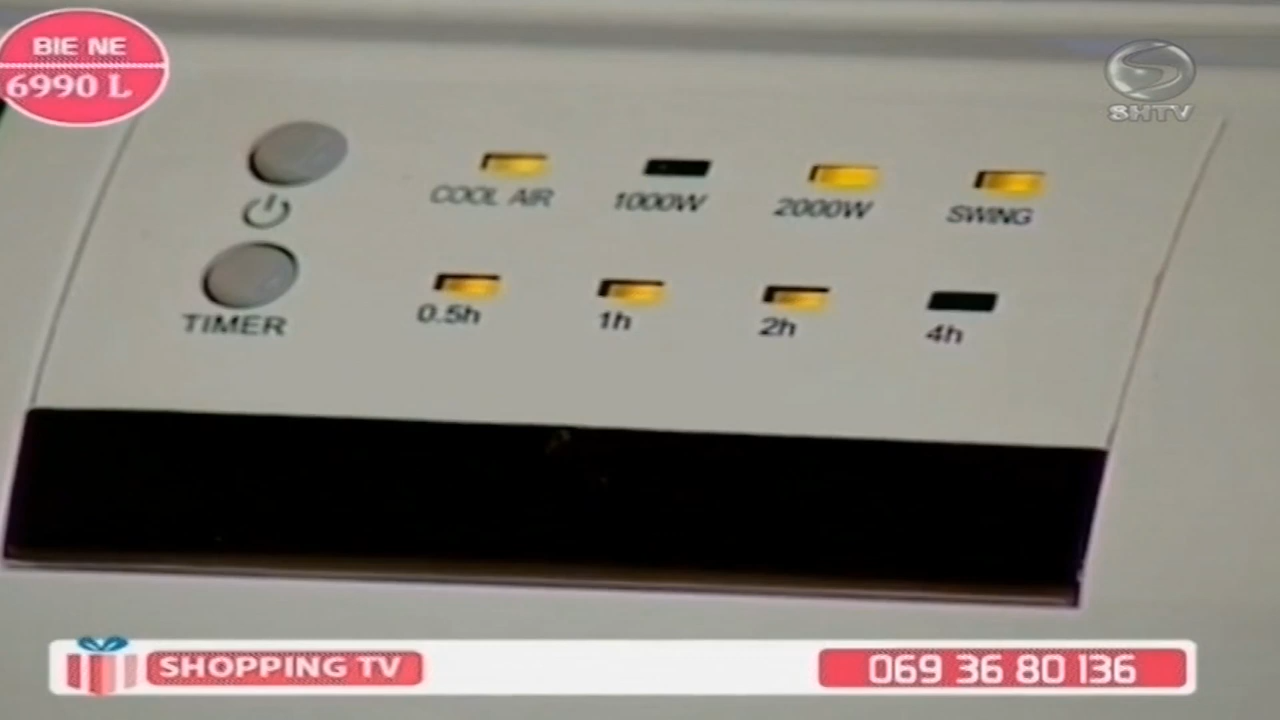 BIE NE
6990 L
SHTV
COOL AIR
1000W
2000W
SWING
TIMER
0.5h
1h
2h
4h
SHOPPING TV
069 36 80 136